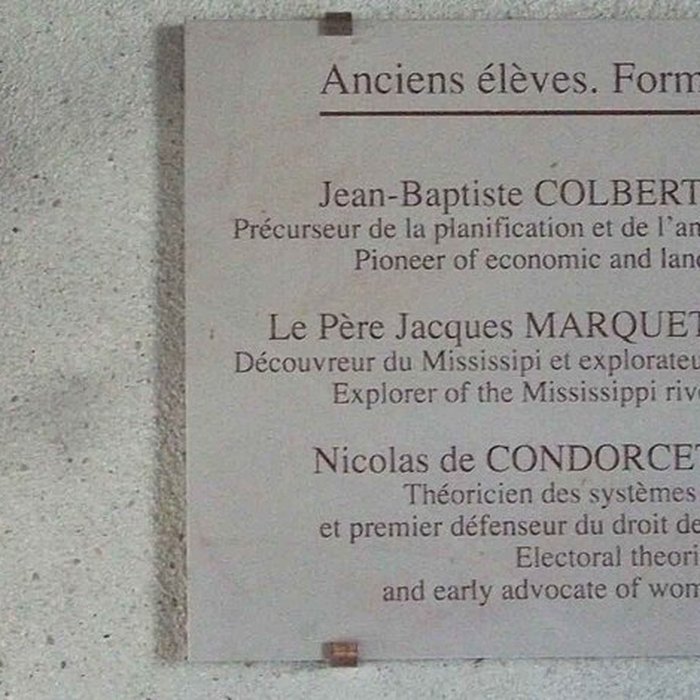 Anciens élèves. Form
Jean-Baptiste COLBERT
Précurseur de la planification et de l'am
Pioneer of economic and land
Le Père Jacques MARQUET
Découvreur du Mississipi et explorateu
Explorer of the Mississippi rive
Nicolas de CONDORCET
Théoricien des systèmes
et premier défenseur du droit de
Electoral theori
and early advocate of wom